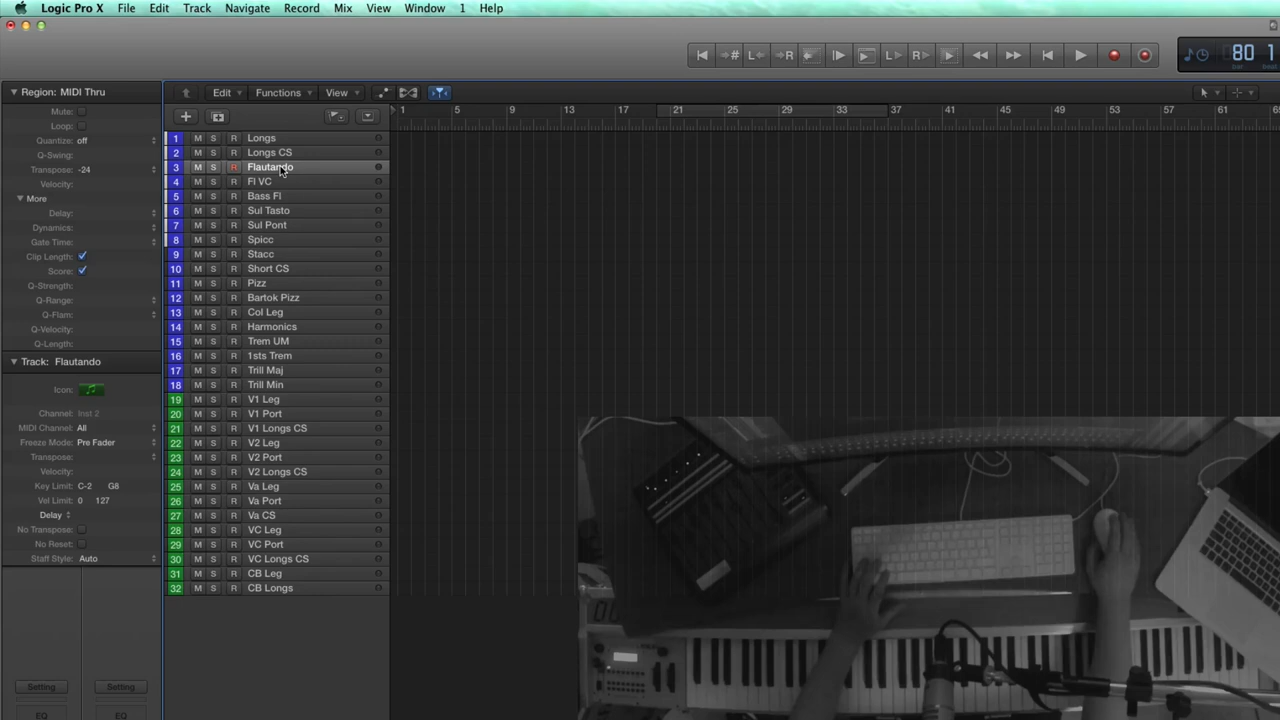 Logic Pro X File Edit Track Navigate Record Mix View Window 1 Help
80 1
Region: MIDI Thru
Mute:
Loop:
Quantize: off
Q-Swing:
Transpose: -24
Velocity:
More
Delay:
Dynamics:
Gate Time:
Clip Length:
Score:
Q-Strength:
Q-Range:
Q-Flam:
Q-Velocity:
Q-Length:
Track: Flautando
Icon:
Channel: Inst 2
MIDI Channel: All
Freeze Mode: Pre Fader
Transpose:
Velocity:
Key Limit: C-2 G8
Vel Limit: 0 127
Delay
No Transpose:
No Reset:
Staff Style: Auto
Setting Setting
EQ EQ
Edit Functions View
1 5 9 13 17 21 25 29 33 37 41 45 49 53 57 61 65
1 M S R Longs
2 M S R Longs CS
3 M S R Flautando
4 M S R Fl VC
5 M S R Bass Fl
6 M S R Sul Tasto
7 M S R Sul Pont
8 M S R Spicc
9 M S R Stacc
10 M S R Short CS
11 M S R Pizz
12 M S R Bartok Pizz
13 M S R Col Leg
14 M S R Harmonics
15 M S R Trem UM
16 M S R 1sts Trem
17 M S R Trill Maj
18 M S R Trill Min
19 M S R V1 Leg
20 M S R V1 Port
21 M S R V1 Longs CS
22 M S R V2 Leg
23 M S R V2 Port
24 M S R V2 Longs CS
25 M S R Va Leg
26 M S R Va Port
27 M S R Va CS
28 M S R VC Leg
29 M S R VC Port
30 M S R VC Longs CS
31 M S R CB Leg
32 M S R CB Longs